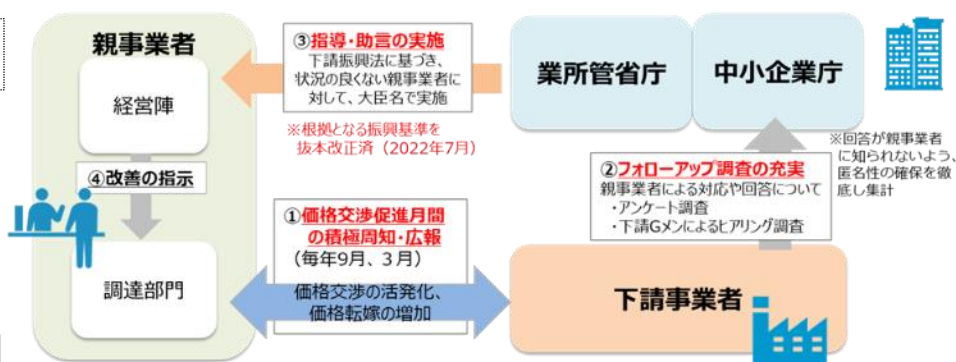 親事業者
経営陣
④改善の指示
調達部門
③指導・助言の実施
下請振興法に基づき、
状況の良くない親事業者に
対して、大臣名で実施
※根拠となる振興基準を
抜本改正済（2022年7月）
①価格交渉促進月間
の積極周知・広報
（毎年9月、3月）
価格交渉の活発化、
価格転嫁の増加
業所管省庁
中小企業庁
②フォローアップ調査の充実
親事業者による対応や回答について
・アンケート調査
・下請Gメンによるヒアリング調査
※回答が親事業者
に知られないよう、
匿名性の確保を徹
底し集計
下請事業者